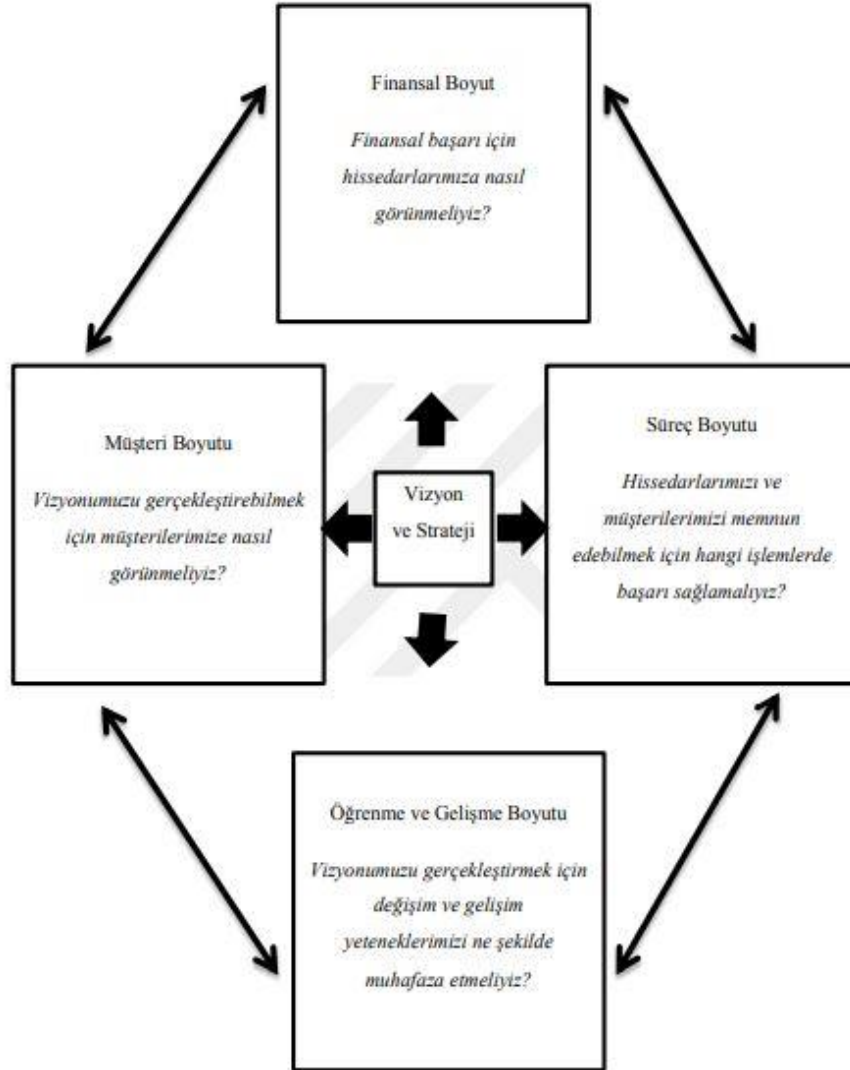 Finansal Boyut
Finansal başarı için
hissedarlarımıza nasıl
görünmeliyiz?
Müşteri Boyutu
Vizyonumuzu gerçekleştirebilmek
için müşterilerimize nasıl
görünmeliyiz?
Vizyon
ve Strateji
Süreç Boyutu
Hissedarlarımızı ve
müşterilerimizi memnun
edebilmek için hangi işlemlerde
başarı sağlamalıyız?
Öğrenme ve Gelişme Boyutu
Vizyonumuzu gerçekleştirmek için
değişim ve gelişim
yeteneklerimizi ne şekilde
muhafaza etmeliyiz?